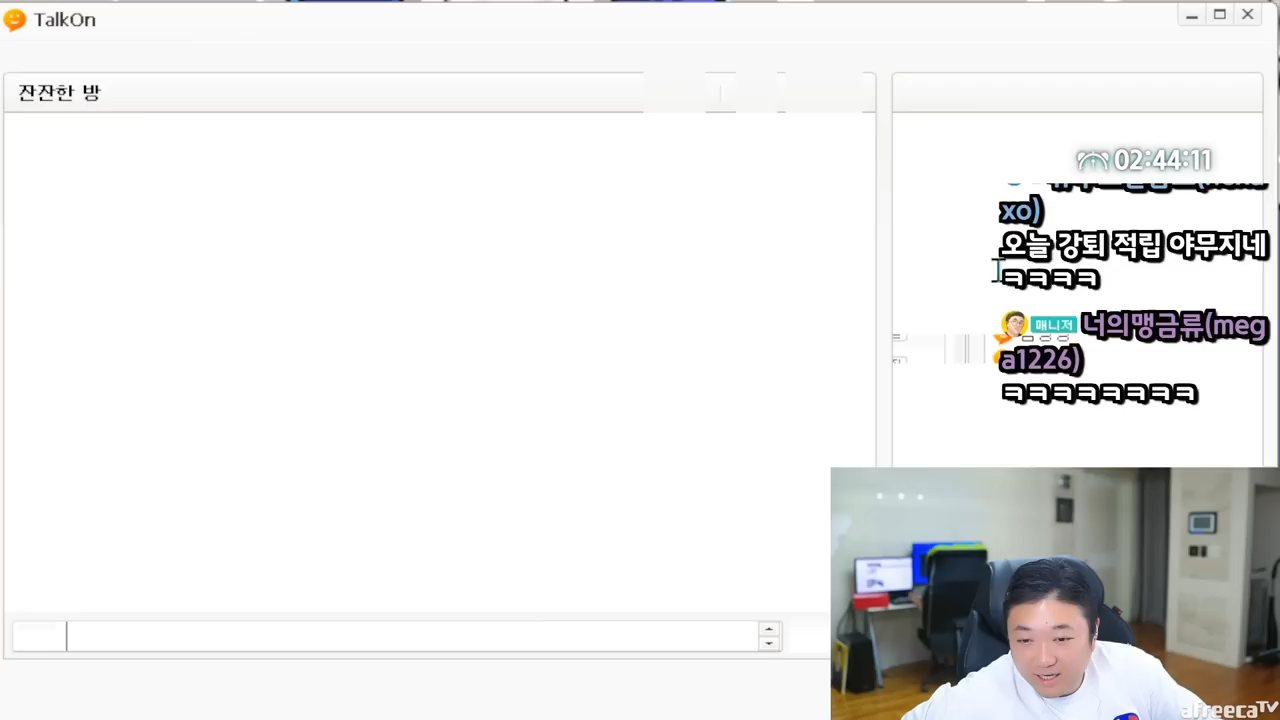 TalkOn
잔잔한 방
02:44:11
xo)
오늘 강퇴 적립 야무지네
ㅋㅋㅋㅋ
매니저 너의맹금류(meg
a1226)
ㅋㅋㅋㅋㅋㅋㅋㅋ
afreecaTV